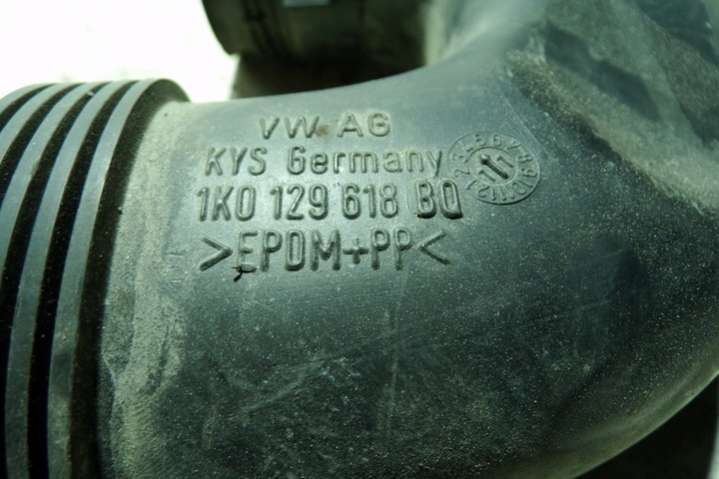 VW AG
KYS Germany
1K0 129 618 BQ
>EPDM+PP<